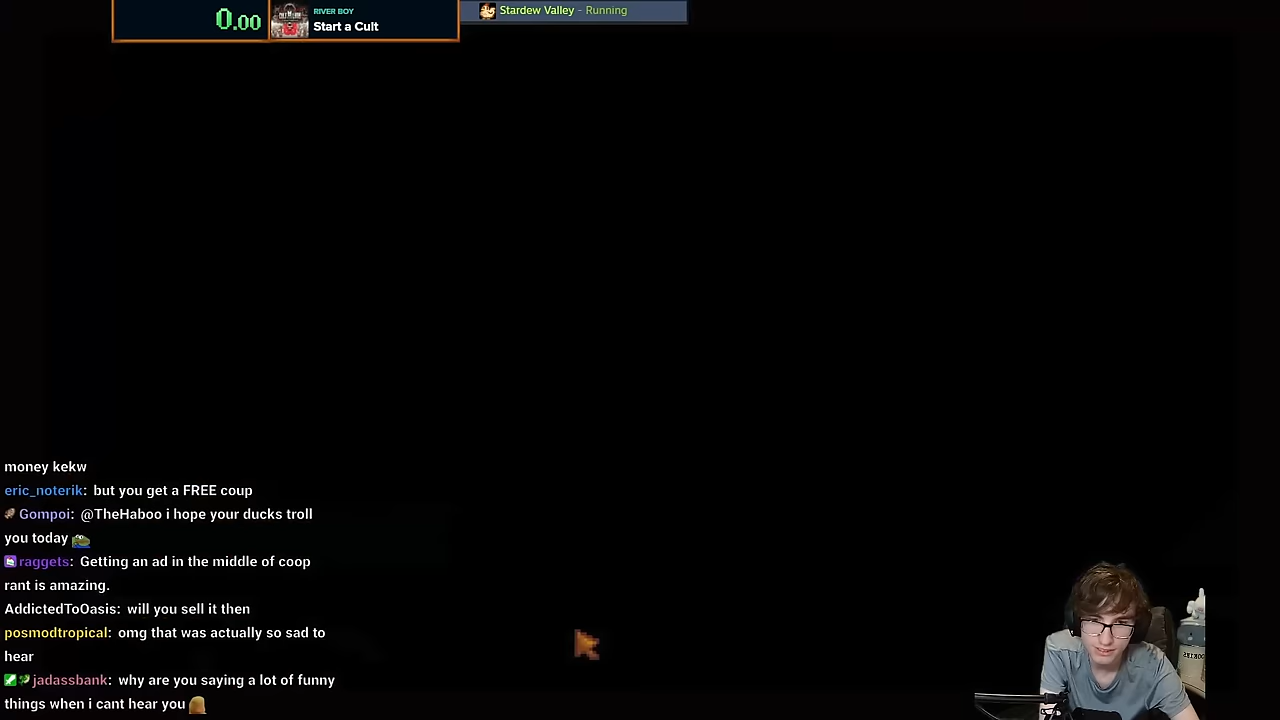 0.00
RIVER BOY
Start a Cult
Stardew Valley - Running
money kekw
eric_noterik: but you get a FREE coup
Gompoi: @TheHaboo i hope your ducks troll
you today
raggets: Getting an ad in the middle of coop
rant is amazing.
AddictedToOasis: will you sell it then
posmodtropical: omg that was actually so sad to
hear
jadassbank: why are you saying a lot of funny
things when i cant hear you